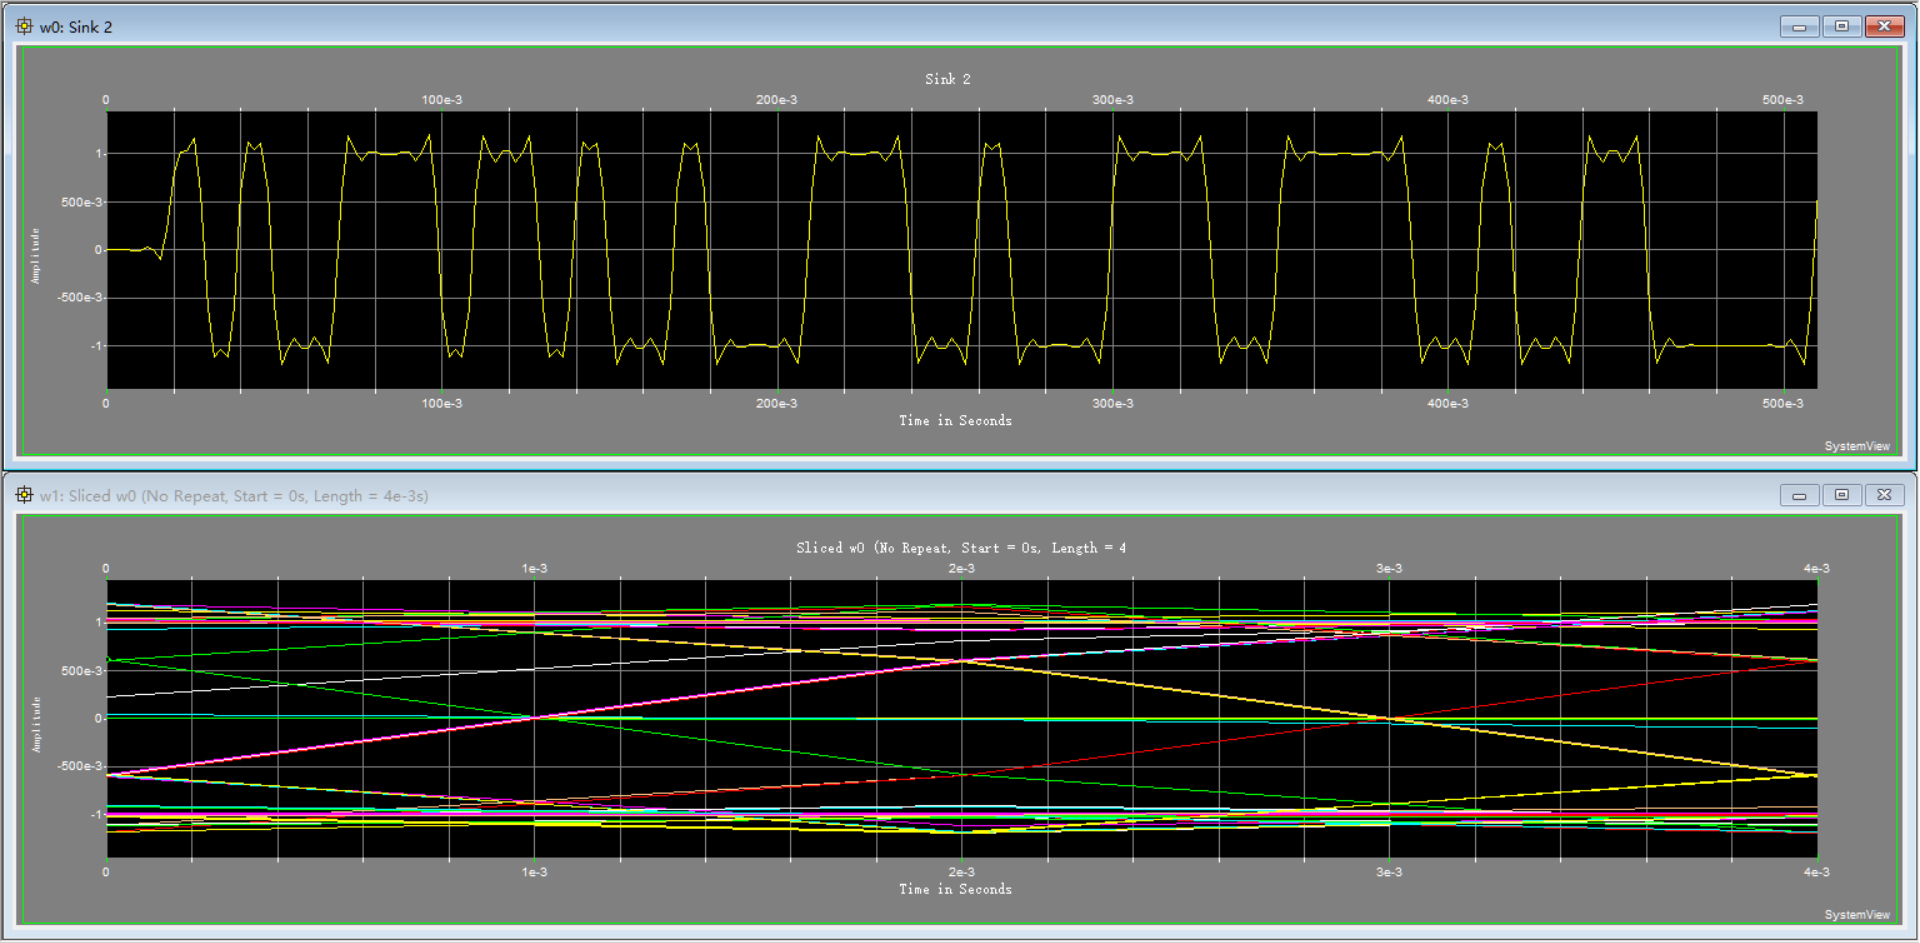 w0: Sink 2
Sink 2
0 100e-3 200e-3 300e-3 400e-3 500e-3
1
500e-3
0
-500e-3
-1
Amplitude
0 100e-3 200e-3 300e-3 400e-3 500e-3
Time in Seconds
SystemView
w1: Sliced w0 (No Repeat, Start = 0s, Length = 4e-3s)
Sliced w0 (No Repeat, Start = 0s, Length = 4
0 1e-3 2e-3 3e-3 4e-3
1
500e-3
0
-500e-3
-1
Amplitude
0 1e-3 2e-3 3e-3 4e-3
Time in Seconds
SystemView